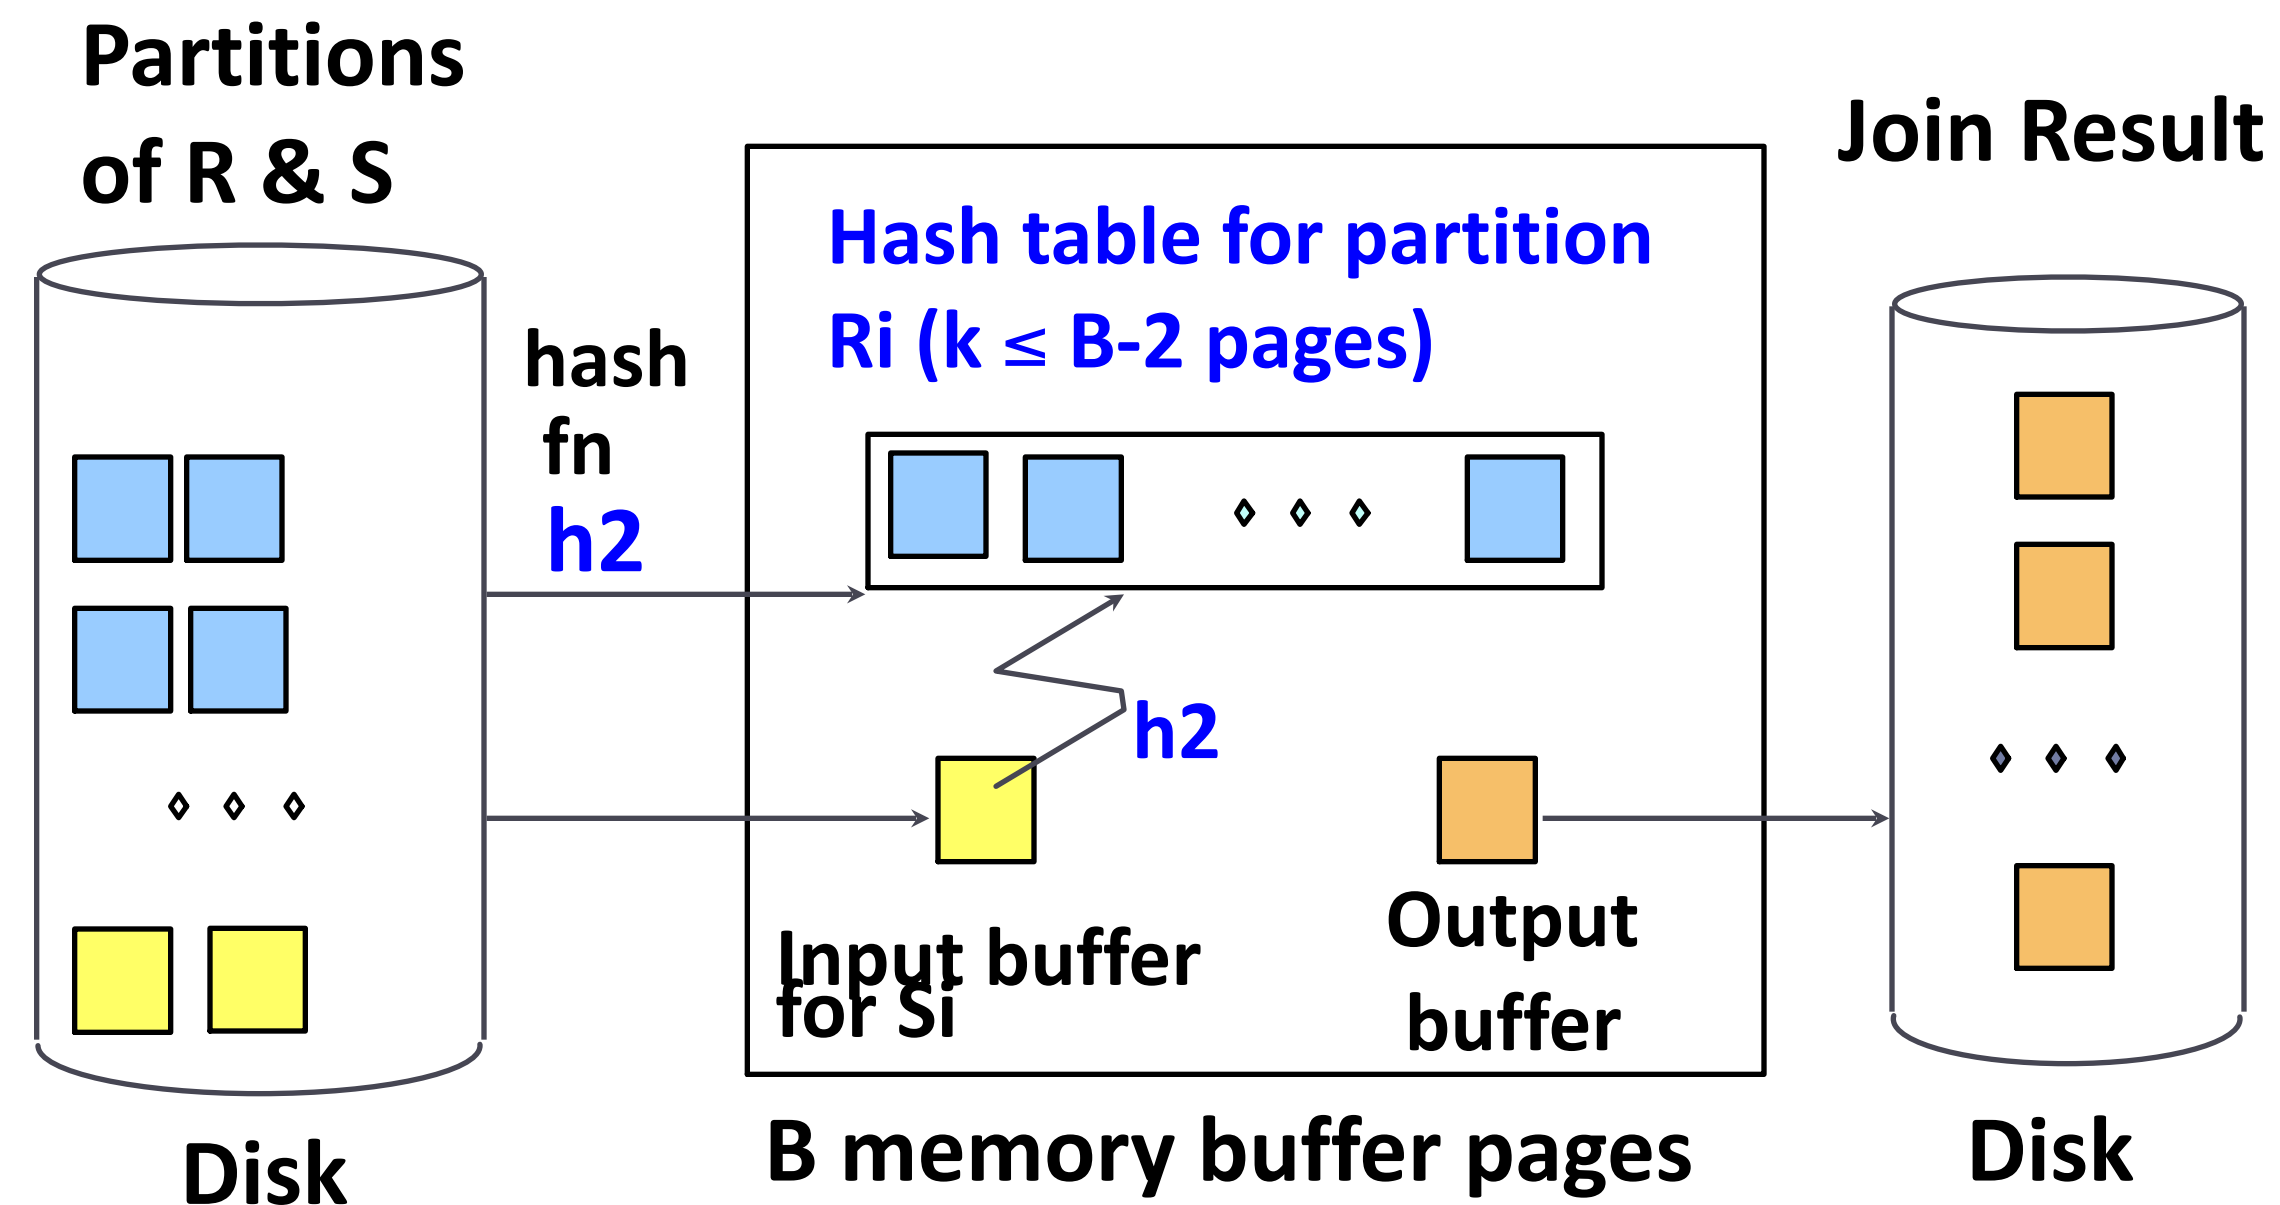 Partitions
of R & S
Join Result
Hash table for partition
Ri (k ≤ B-2 pages)
hash
fn
h2
h2
Input buffer
for Si
Output
buffer
B memory buffer pages
Disk
Disk